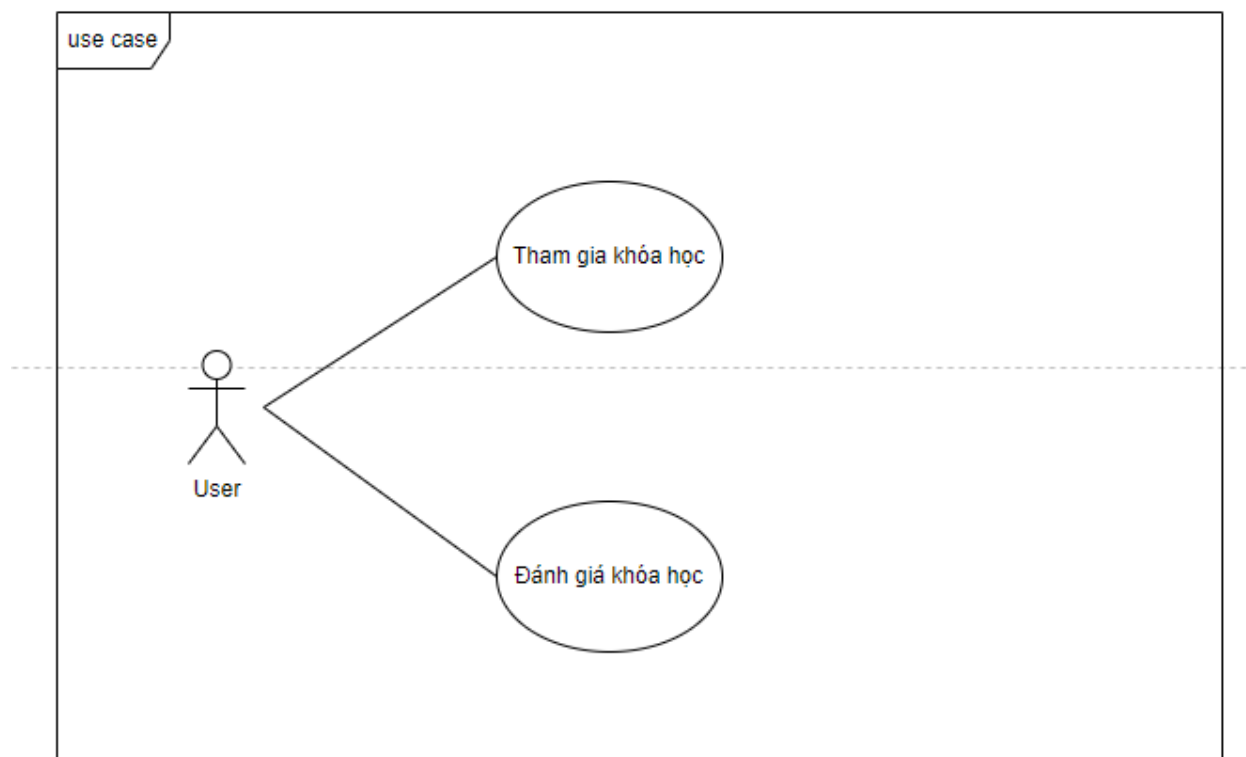 use case
Tham gia khóa học
User
Đánh giá khóa học